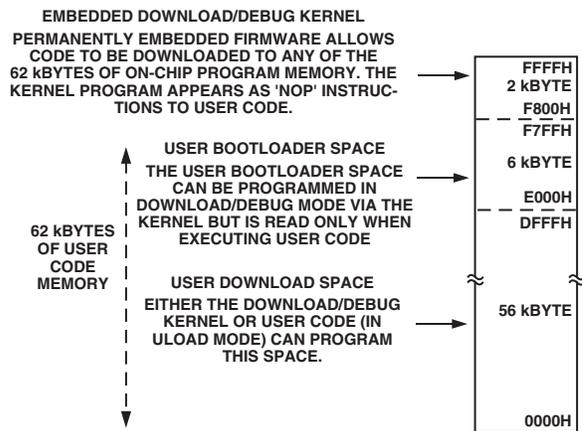 EMBEDDED DOWNLOAD/DEBUG KERNEL
PERMANENTLY EMBEDDED FIRMWARE ALLOWS
CODE TO BE DOWNLOADED TO ANY OF THE
62 kBYTES OF ON-CHIP PROGRAM MEMORY. THE
KERNEL PROGRAM APPEARS AS 'NOP' INSTRUC-
TIONS TO USER CODE.
FFFFH
2 kBYTE
F800H
F7FFH
USER BOOTLOADER SPACE
THE USER BOOTLOADER SPACE
CAN BE PROGRAMMED IN
DOWNLOAD/DEBUG MODE VIA THE
KERNEL BUT IS READ ONLY WHEN
EXECUTING USER CODE
6 kBYTE
E000H
DFFFH
62 kBYTES
OF USER
CODE
MEMORY
USER DOWNLOAD SPACE
EITHER THE DOWNLOAD/DEBUG
KERNEL OR USER CODE (IN
ULOAD MODE) CAN PROGRAM
THIS SPACE.
56 kBYTE
0000H